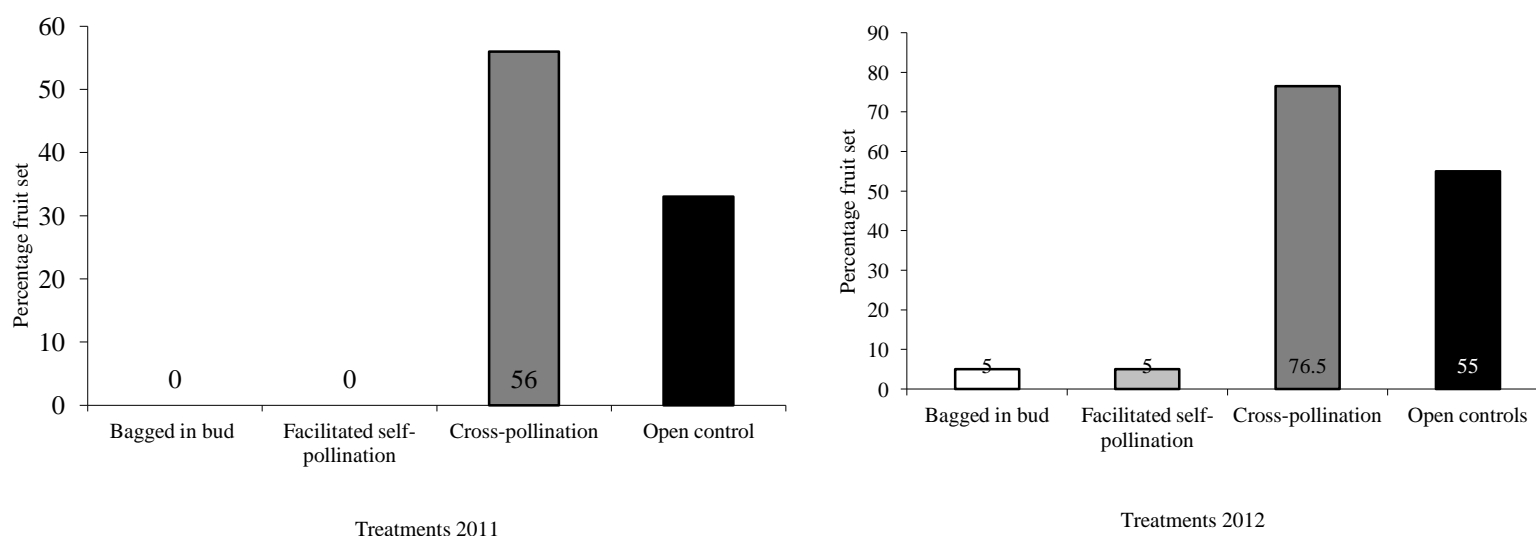 60
50
40
30
20
10
0
Percentage fruit set
0
0
56
Bagged in bud
Facilitated self-
pollination
Cross-pollination
Open control
Treatments 2011
90
80
70
60
50
40
30
20
10
0
Percentage fruit set
5
5
76.5
55
Bagged in bud
Facilitated self-
pollination
Cross-pollination
Open controls
Treatments 2012